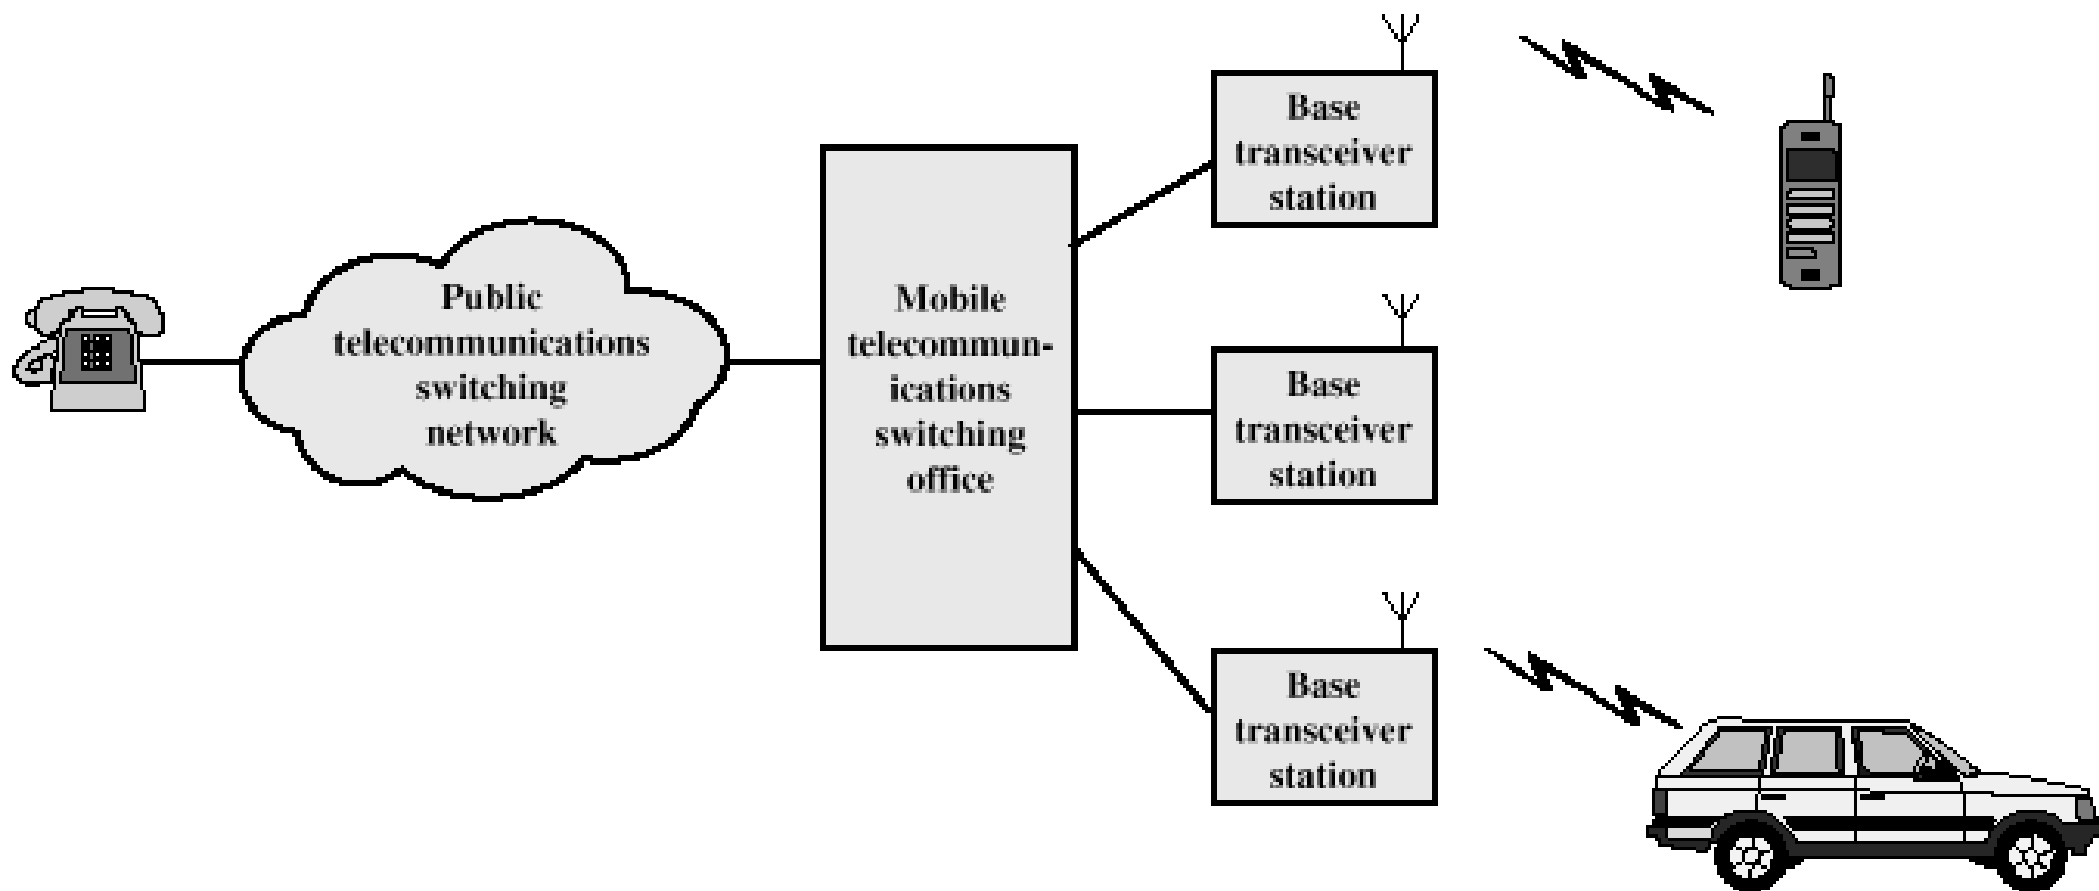 Public
telecommunications
switching
network
Mobile
telecommun-
ications
switching
office
Base
transceiver
station
Base
transceiver
station
Base
transceiver
station